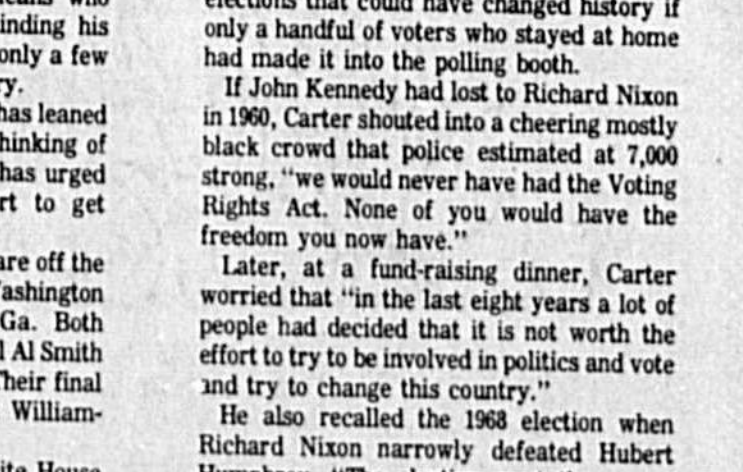 inding his
only a few
ry.
has leaned
hinking of
has urged
rt to get
are off the
ashington
Ga. Both
l Al Smith
heir final
William-
elections that could have changed history if
only a handful of voters who stayed at home
had made it into the polling booth.
If John Kennedy had lost to Richard Nixon
in 1960, Carter shouted into a cheering mostly
black crowd that police estimated at 7,000
strong, "we would never have had the Voting
Rights Act. None of you would have the
freedom you now have."
Later, at a fund-raising dinner, Carter
worried that "in the last eight years a lot of
people had decided that it is not worth the
effort to try to be involved in politics and vote
and try to change this country."
He also recalled the 1968 election when
Richard Nixon narrowly defeated Hubert